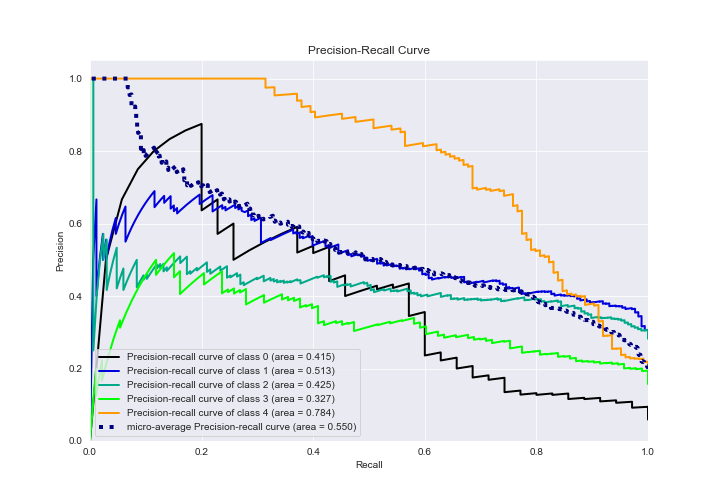 Precision-Recall Curve
1.0
0.8
0.6
0.4
0.2
0.0
Precision
Precision-recall curve of class 0 (area = 0.415)
Precision-recall curve of class 1 (area = 0.513)
Precision-recall curve of class 2 (area = 0.425)
Precision-recall curve of class 3 (area = 0.327)
Precision-recall curve of class 4 (area = 0.784)
micro-average Precision-recall curve (area = 0.550)
0.0 0.2 0.4 0.6 0.8 1.0
Recall